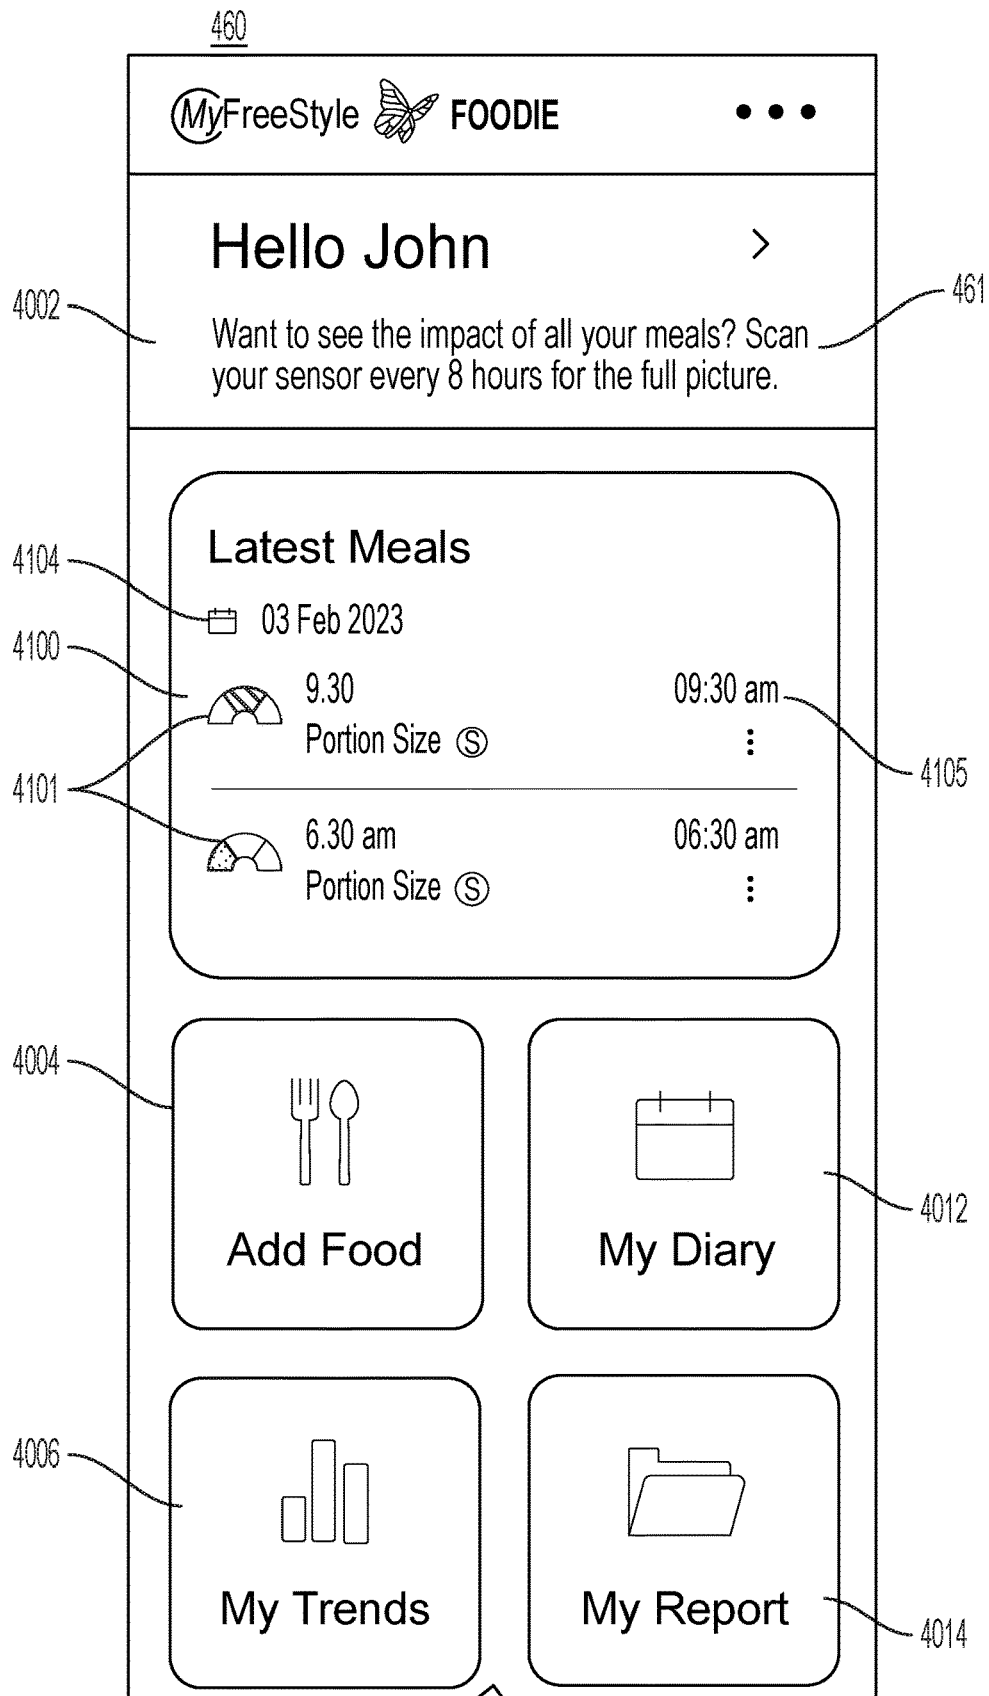 460
MyFreeStyle FOODIE
Hello John
4002
461
Want to see the impact of all your meals? Scan
your sensor every 8 hours for the full picture.
Latest Meals
4104
03 Feb 2023
4100
9.30
09:30 am
Portion Size S
4101
4105
6.30 am
06:30 am
Portion Size S
4004
4012
Add Food
My Diary
4006
My Trends
My Report
4014